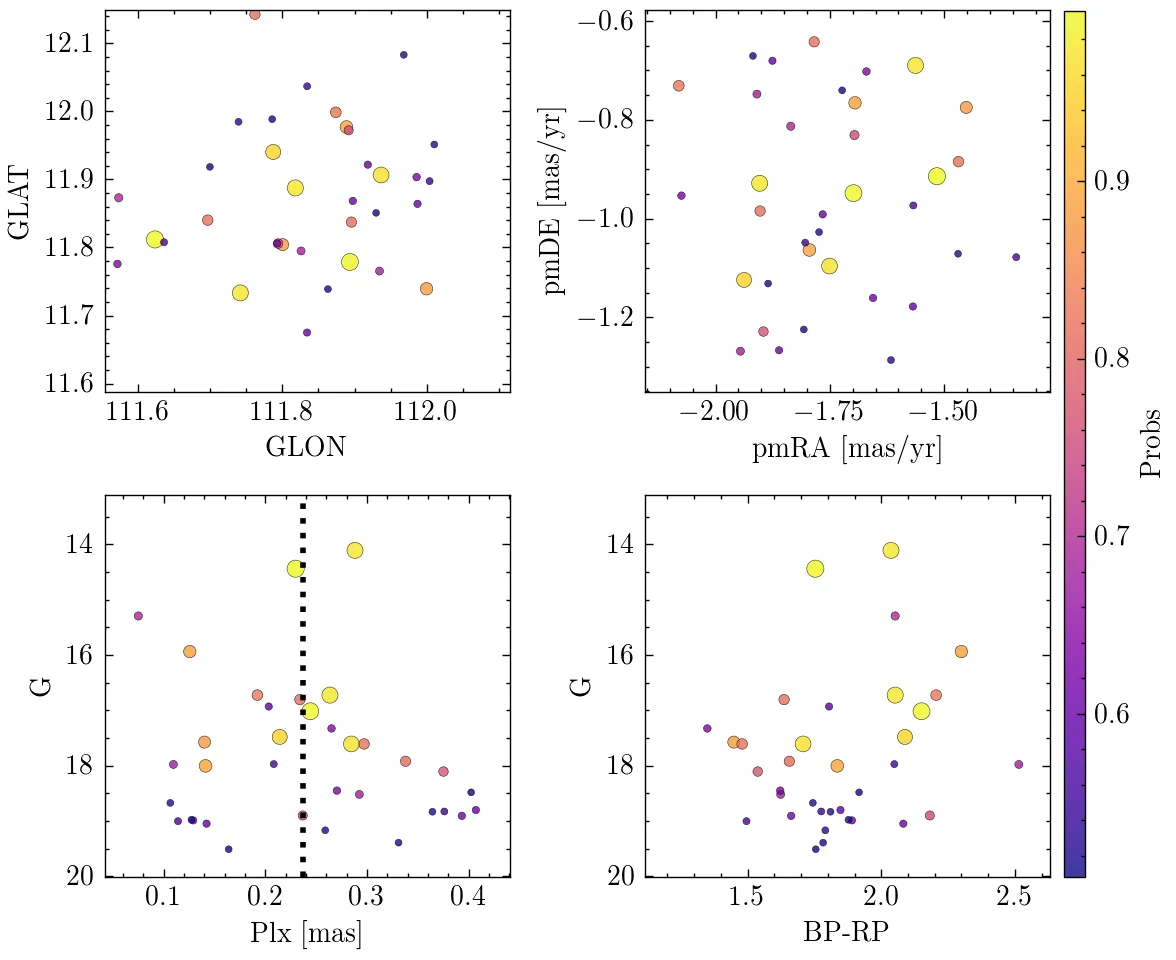 12.1
12.0
11.9
11.8
11.7
11.6
GLAT
111.6 111.8 112.0
GLON
−0.6
−0.8
−1.0
−1.2
pmDE [mas/yr]
−2.00 −1.75 −1.50
pmRA [mas/yr]
14
16
18
20
G
0.1 0.2 0.3 0.4
Plx [mas]
14
16
18
20
G
1.5 2.0 2.5
BP-RP
0.9
0.8
0.7
0.6
Probs